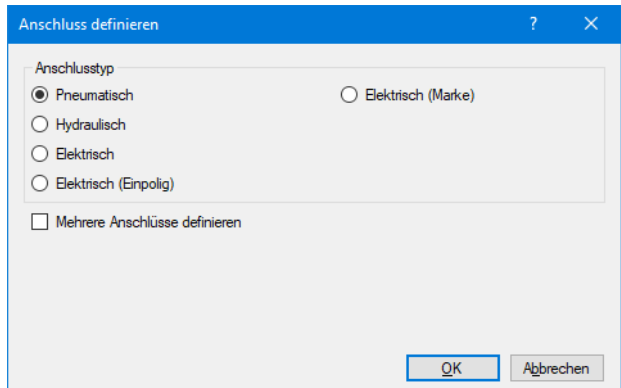 Anschluss definieren ?
Anschlusstyp
Pneumatisch
Elektrisch (Marke)
Hydraulisch
Elektrisch
Elektrisch (Einpolig)
Mehrere Anschlüsse definieren
OK
Abbrechen